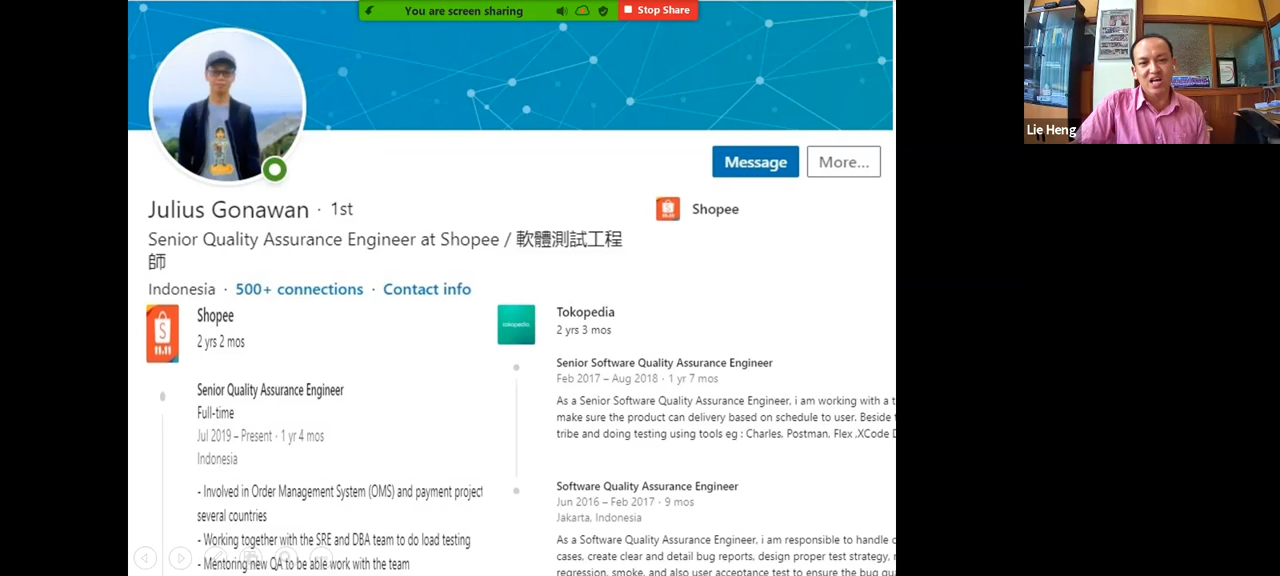 You are screen sharing
Stop Share
Lie Heng
Message
More...
Julius Gonawan · 1st
Shopee
Senior Quality Assurance Engineer at Shopee / 軟體測試工程
師
Indonesia · 500+ connections · Contact info
11.11
Shopee
2 yrs 2 mos
Senior Quality Assurance Engineer
Full-time
Jul 2019 – Present · 1 yr 4 mos
Indonesia
- Involved in Order Management System (OMS) and payment project
several countries
- Working together with the SRE and DBA team to do load testing
- Mentoring new QA to be able work with the team
tokopedia
Tokopedia
2 yrs 3 mos
Senior Software Quality Assurance Engineer
Feb 2017 – Aug 2018 · 1 yr 7 mos
As a Senior Software Quality Assurance Engineer, i am working with a t
make sure the product can delivery based on schedule to user. Beside
tribe and doing testing using tools eg : Charles, Postman, Flex ,XCode D
Software Quality Assurance Engineer
Jun 2016 – Feb 2017 · 9 mos
Jakarta, Indonesia
As a Software Quality Assurance Engineer, i am responsible to handle
cases, create clear and detail bug reports, design proper test strategy,
regression, smoke, and also user acceptance test to ensure the bug